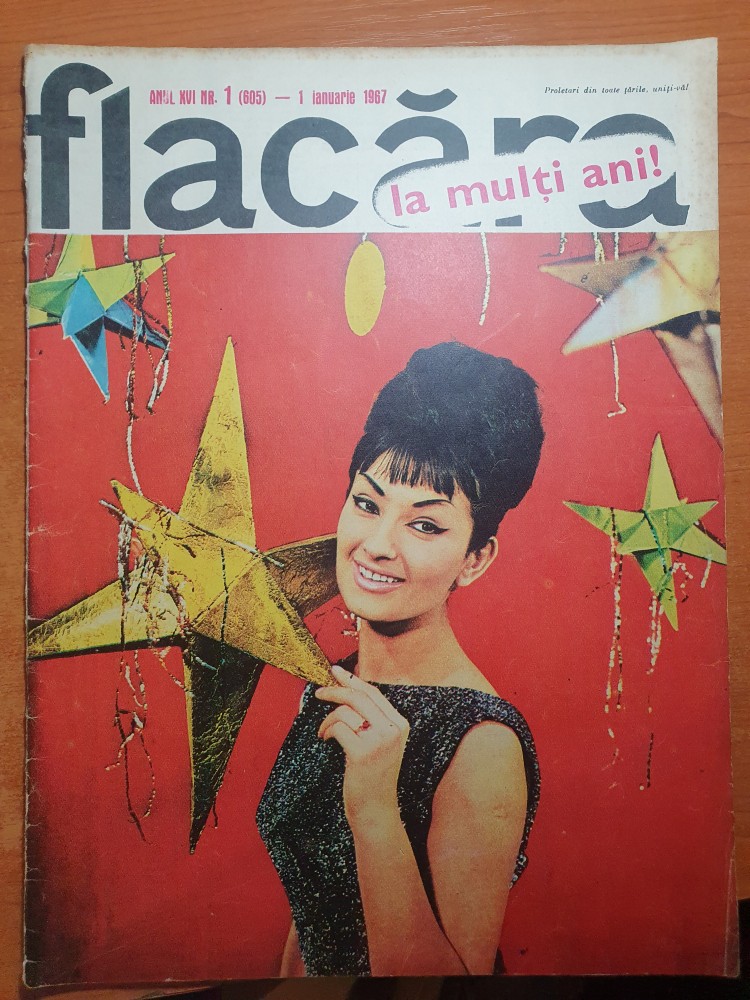 ANUL XVI NR. 1 (605) — 1 ianuarie 1967
Proletari din toate țările, uniți-vă!
flacăra
la mulți ani!